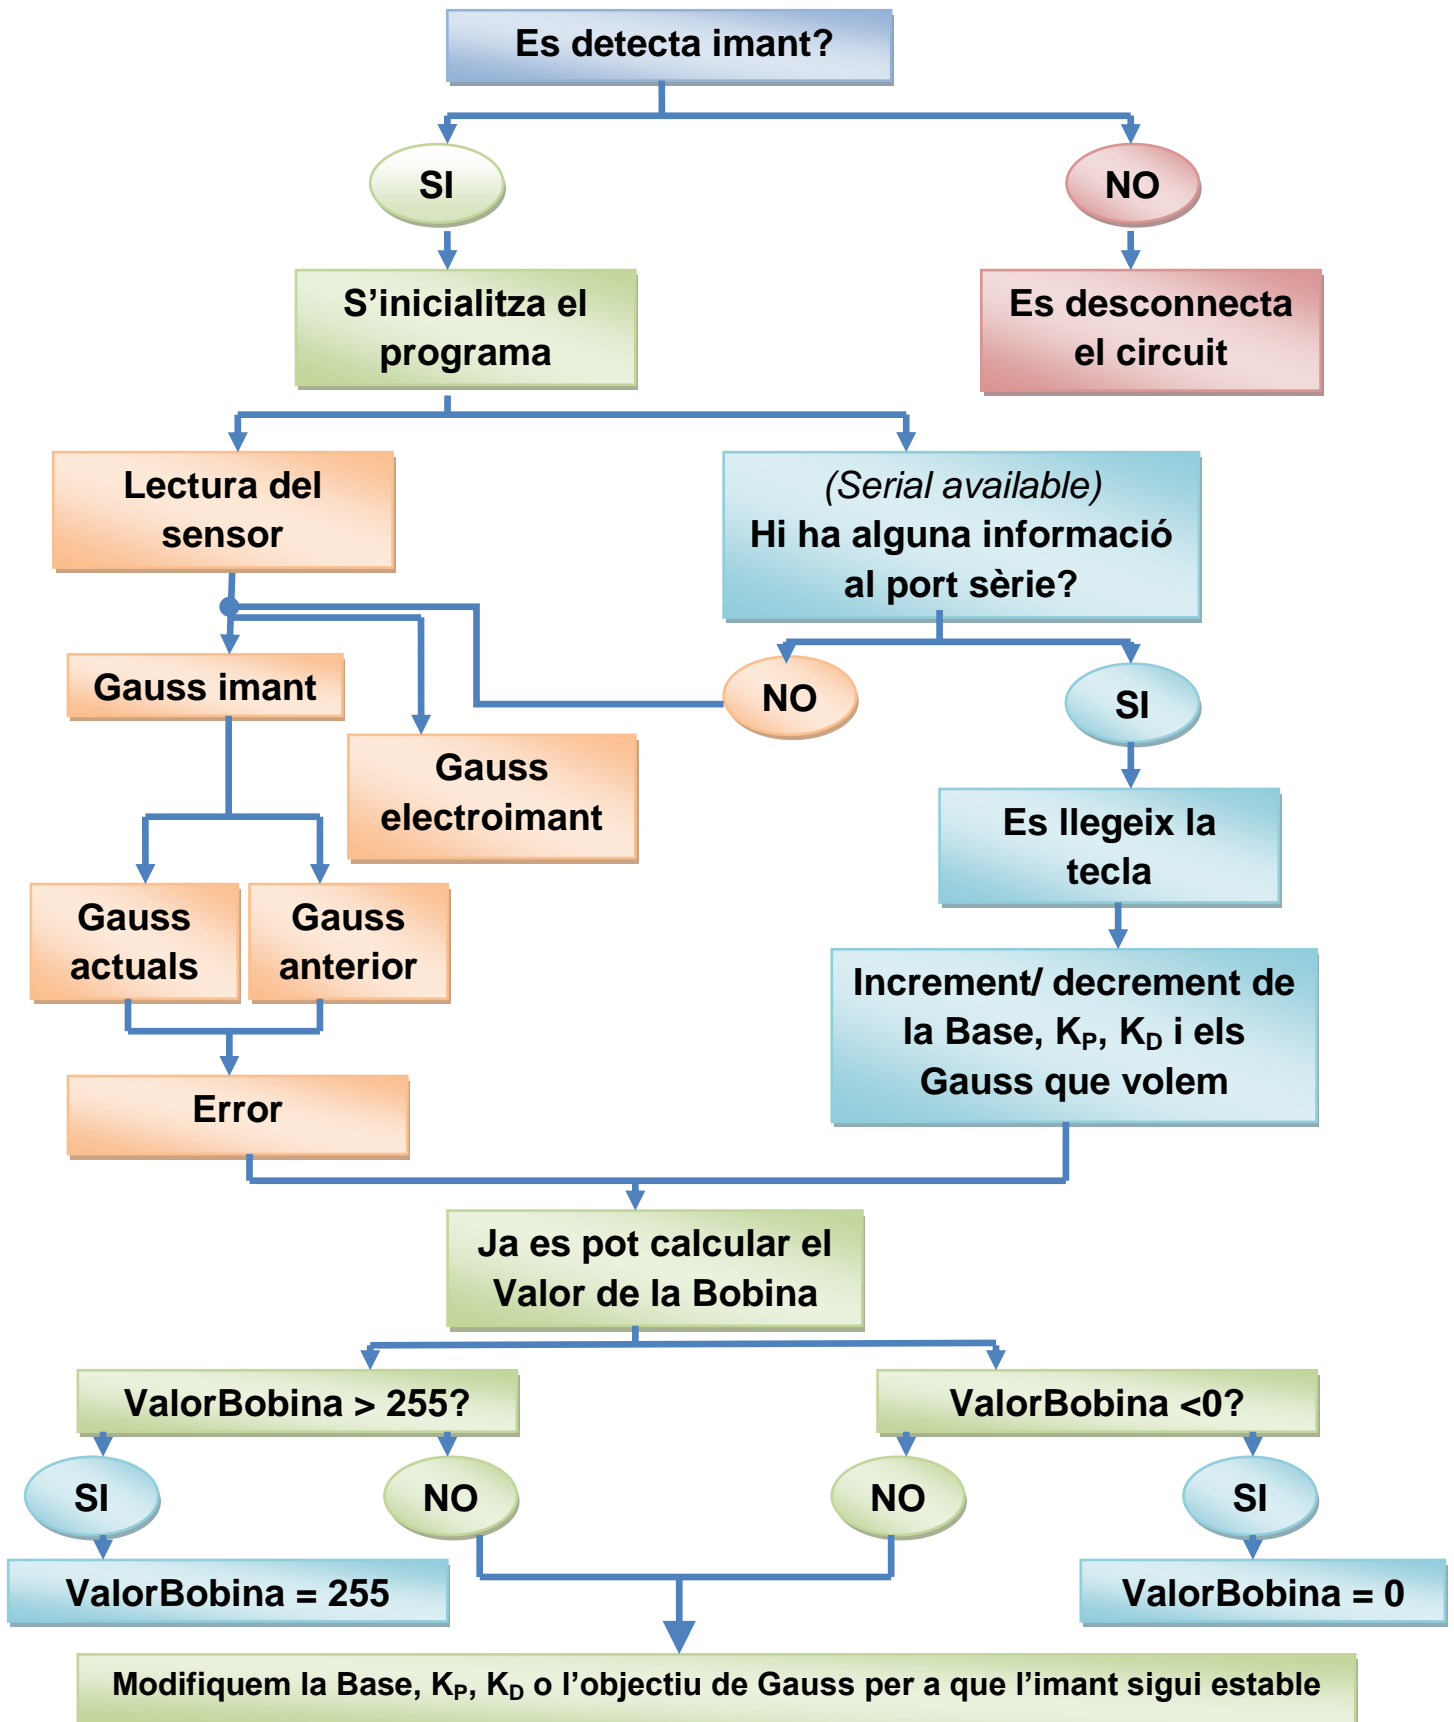 Es detecta imant?
SI
NO
S’inicialitza el
programa
Es desconnecta
el circuit
Lectura del
sensor
(Serial available)
Hi ha alguna informació
al port sèrie?
Gauss imant
NO
SI
Gauss
electroimant
Es llegeix la
tecla
Gauss
actuals
Gauss
anterior
Increment/ decrement de
la Base, KP, KD i els
Gauss que volem
Error
Ja es pot calcular el
Valor de la Bobina
ValorBobina > 255?
ValorBobina <0?
SI
NO
NO
SI
ValorBobina = 255
ValorBobina = 0
Modifiquem la Base, KP, KD o l’objectiu de Gauss per a que l’imant sigui estable